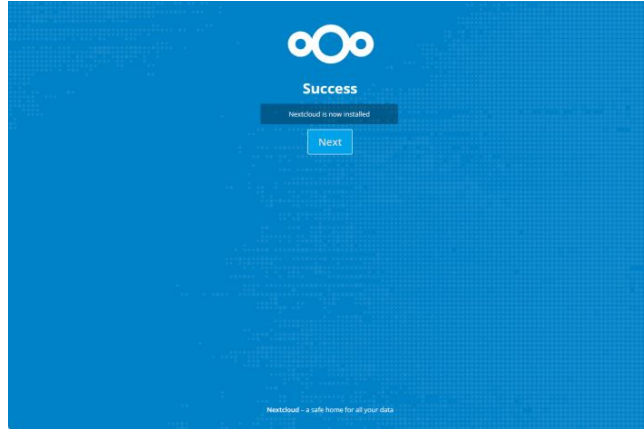 Success
Nextcloud is now installed
Next
Nextcloud – a safe home for all your data